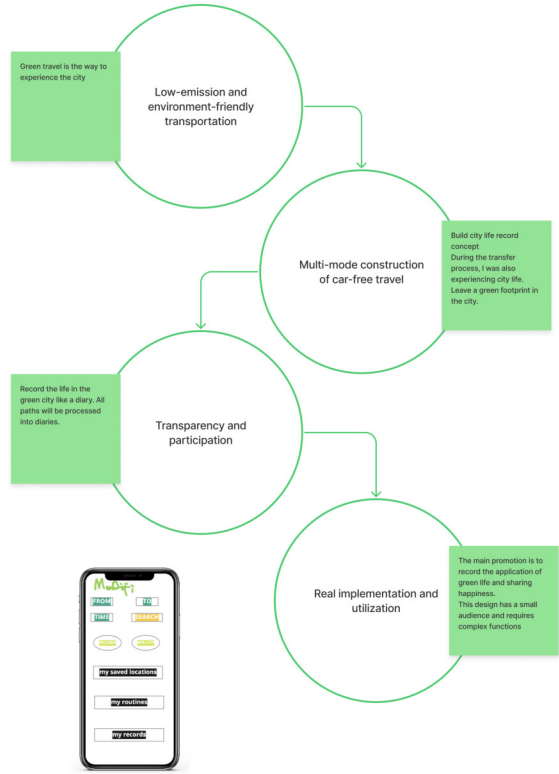 Green travel is the way to
experience the city
Low-emission and
environment-friendly
transportation
Multi-mode construction
of car-free travel
Build city life record
concept
During the transfer
process, I was also
experiencing city life.
Leave a green footprint in
the city.
Record the life in the
green city like a diary. All
paths will be processed
into diaries.
Transparency and
participation
Real implementation and
utilization
The main promotion is to
record the application of
green life and sharing
happiness.
This design has a small
audience and requires
complex functions
MoDiFi
FROM
TO
TIME
SEARCH
my saved locations
my routines
my records